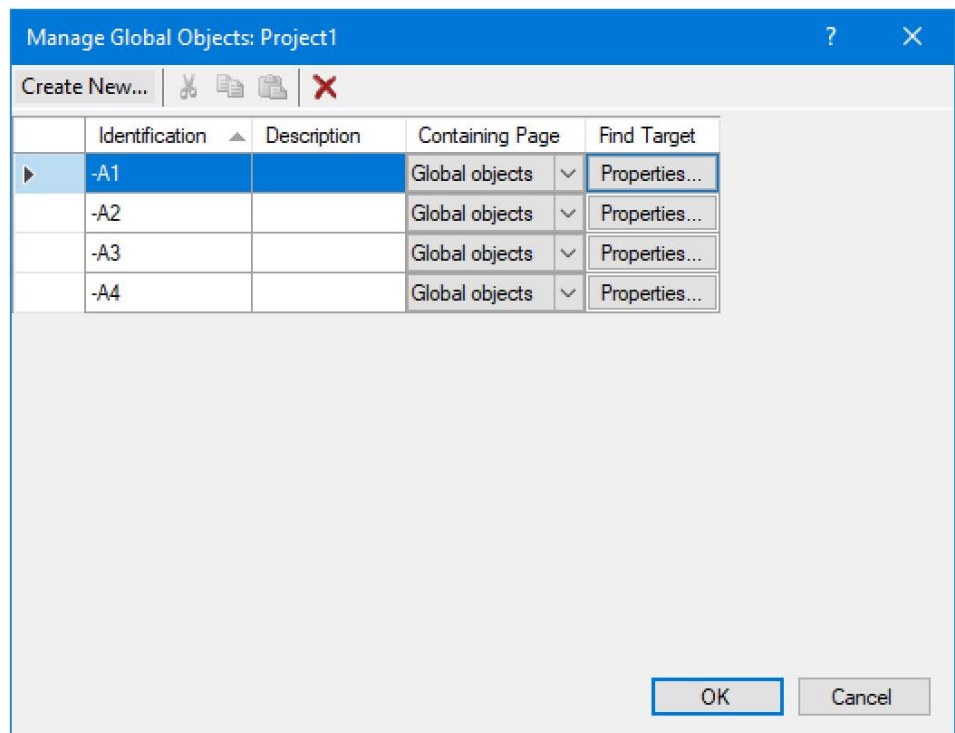 Manage Global Objects: Project1 ?
Create New...
Identification Description Containing Page Find Target
-A1 Global objects Properties...
-A2 Global objects Properties...
-A3 Global objects Properties...
-A4 Global objects Properties...
OK Cancel